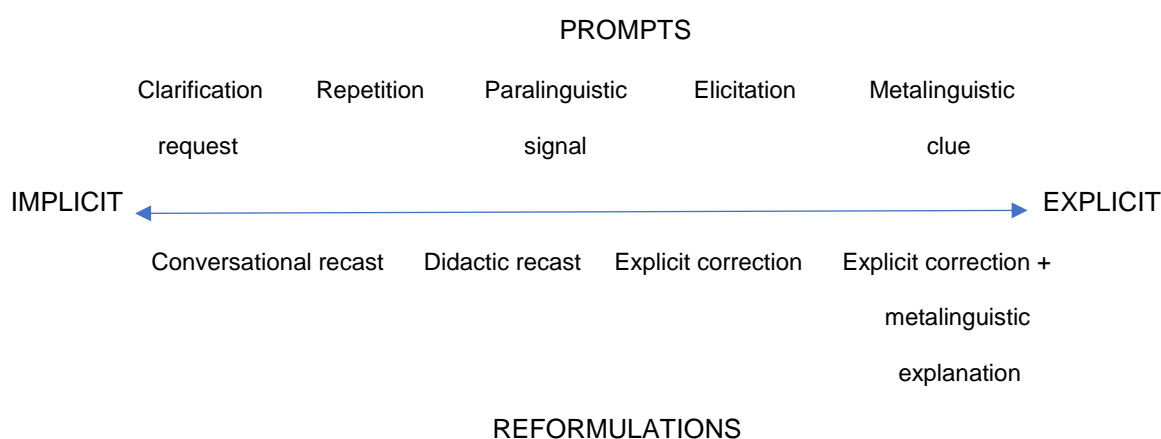 PROMPTS
Clarification Repetition Paralinguistic Elicitation Metalinguistic
request signal clue
IMPLICIT EXPLICIT
Conversational recast Didactic recast Explicit correction Explicit correction +
metalinguistic
explanation
REFORMULATIONS